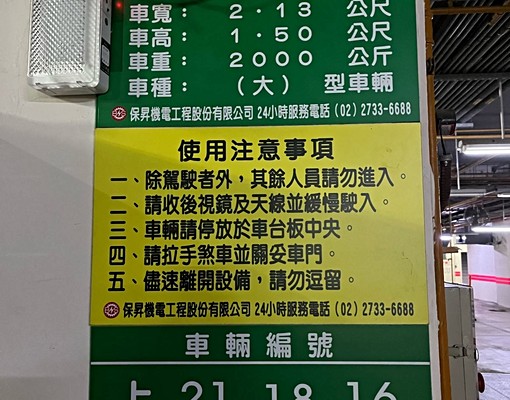 車寬： 2.13 公尺
車高： 1.50 公尺
車重： 2000 公斤
車種： （大） 型車輛
保昇機電工程股份有限公司 24小時服務電話 (02) 2733-6688
使用注意事項
一、除駕駛者外，其餘人員請勿進入。
二、請收後視鏡及天線並緩慢駛入。
三、車輛請停放於車台板中央。
四、請拉手煞車並關妥車門。
五、儘速離開設備，請勿逗留。
保昇機電工程股份有限公司 24小時服務電話 (02) 2733-6688
車輛編號
上 21 18 16